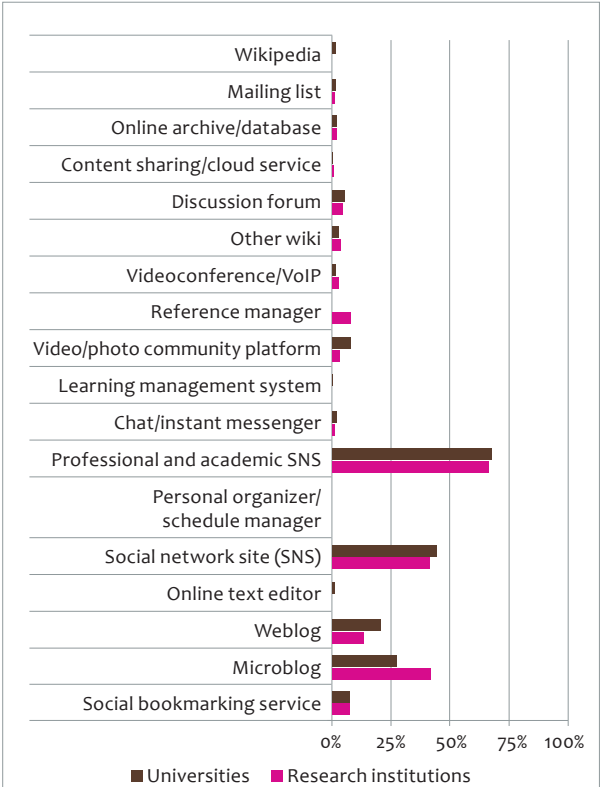 Wikipedia
Mailing list
Online archive/database
Content sharing/cloud service
Discussion forum
Other wiki
Videoconference/VoIP
Reference manager
Video/photo community platform
Learning management system
Chat/instant messenger
Professional and academic SNS
Personal organizer/
schedule manager
Social network site (SNS)
Online text editor
Weblog
Microblog
Social bookmarking service
0% 25% 50% 75% 100%
Universities Research institutions